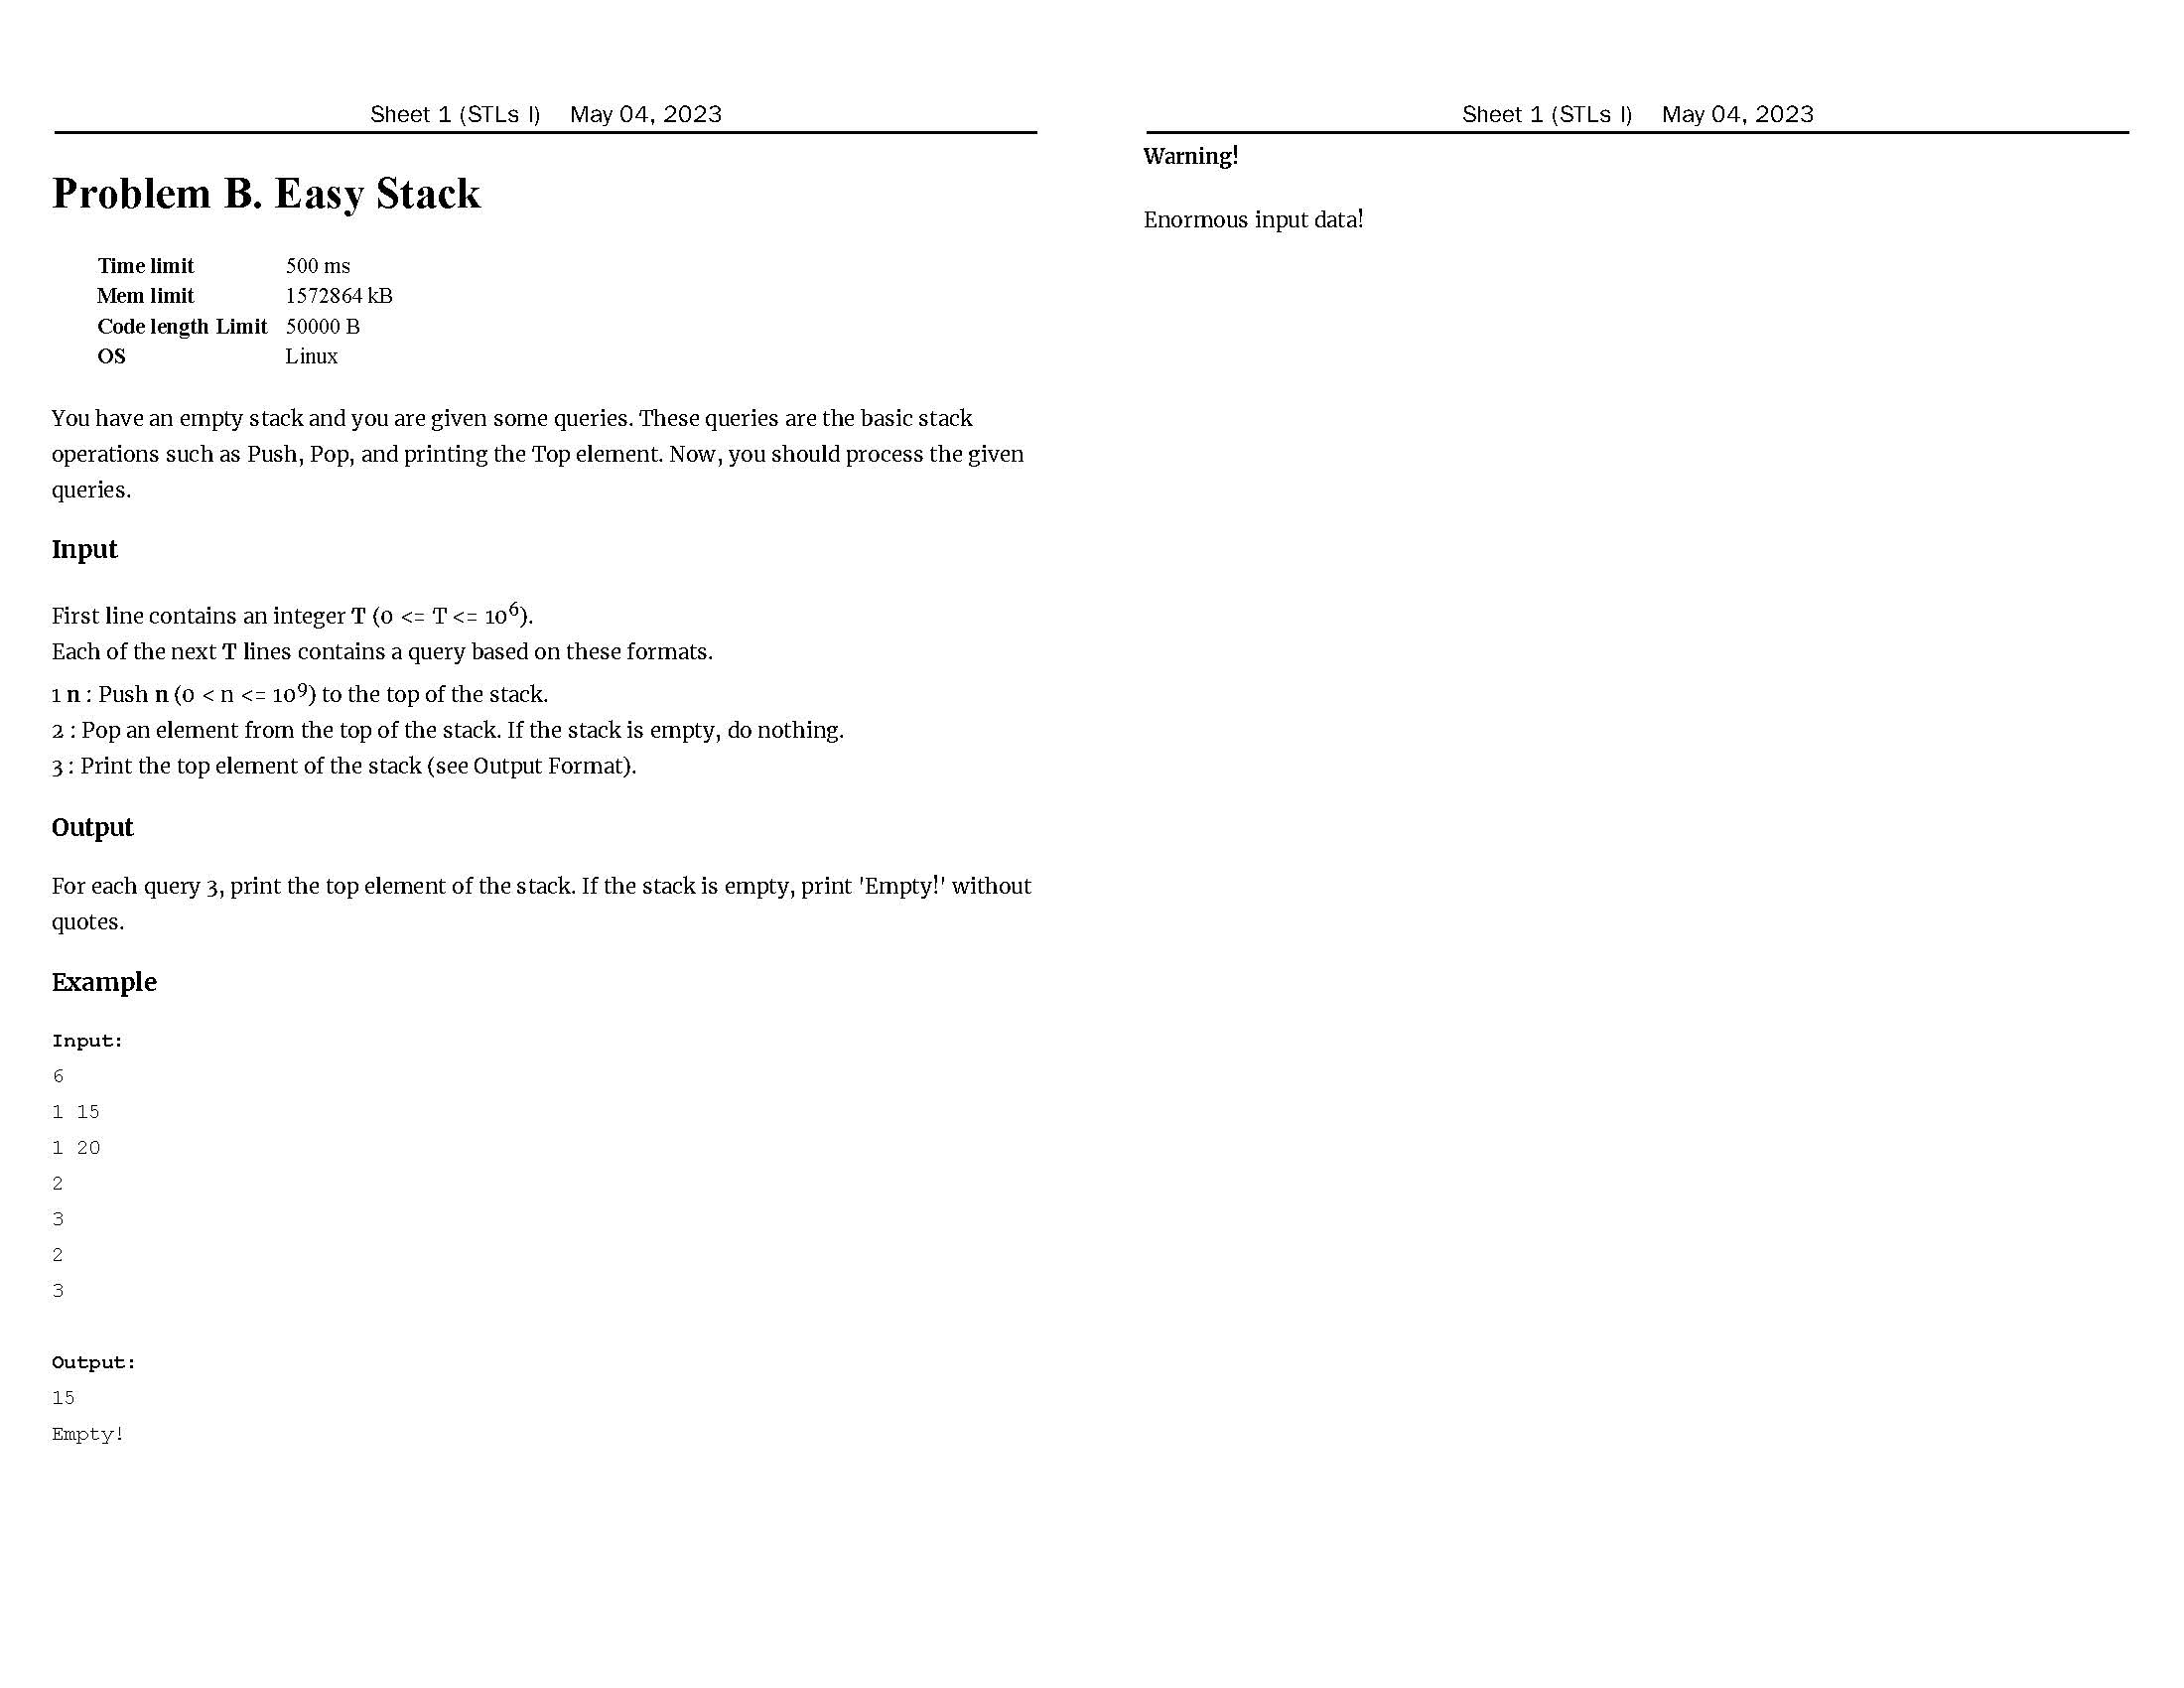 Sheet 1 (STLs I) May 04, 2023
Problem B. Easy Stack
Time limit 500 ms
Mem limit 1572864 kB
Code length Limit 50000 B
OS Linux
You have an empty stack and you are given some queries. These queries are the basic stack
operations such as Push, Pop, and printing the Top element. Now, you should process the given
queries.
Input
First line contains an integer T (0 <= T <= 10⁶).
Each of the next T lines contains a query based on these formats.
1 n : Push n (0 < n <= 10⁹) to the top of the stack.
2 : Pop an element from the top of the stack. If the stack is empty, do nothing.
3 : Print the top element of the stack (see Output Format).
Output
For each query 3, print the top element of the stack. If the stack is empty, print 'Empty!' without
quotes.
Example
Input:
6
1 15
1 20
2
3
2
3
Output:
15
Empty!
Sheet 1 (STLs I) May 04, 2023
Warning!
Enormous input data!